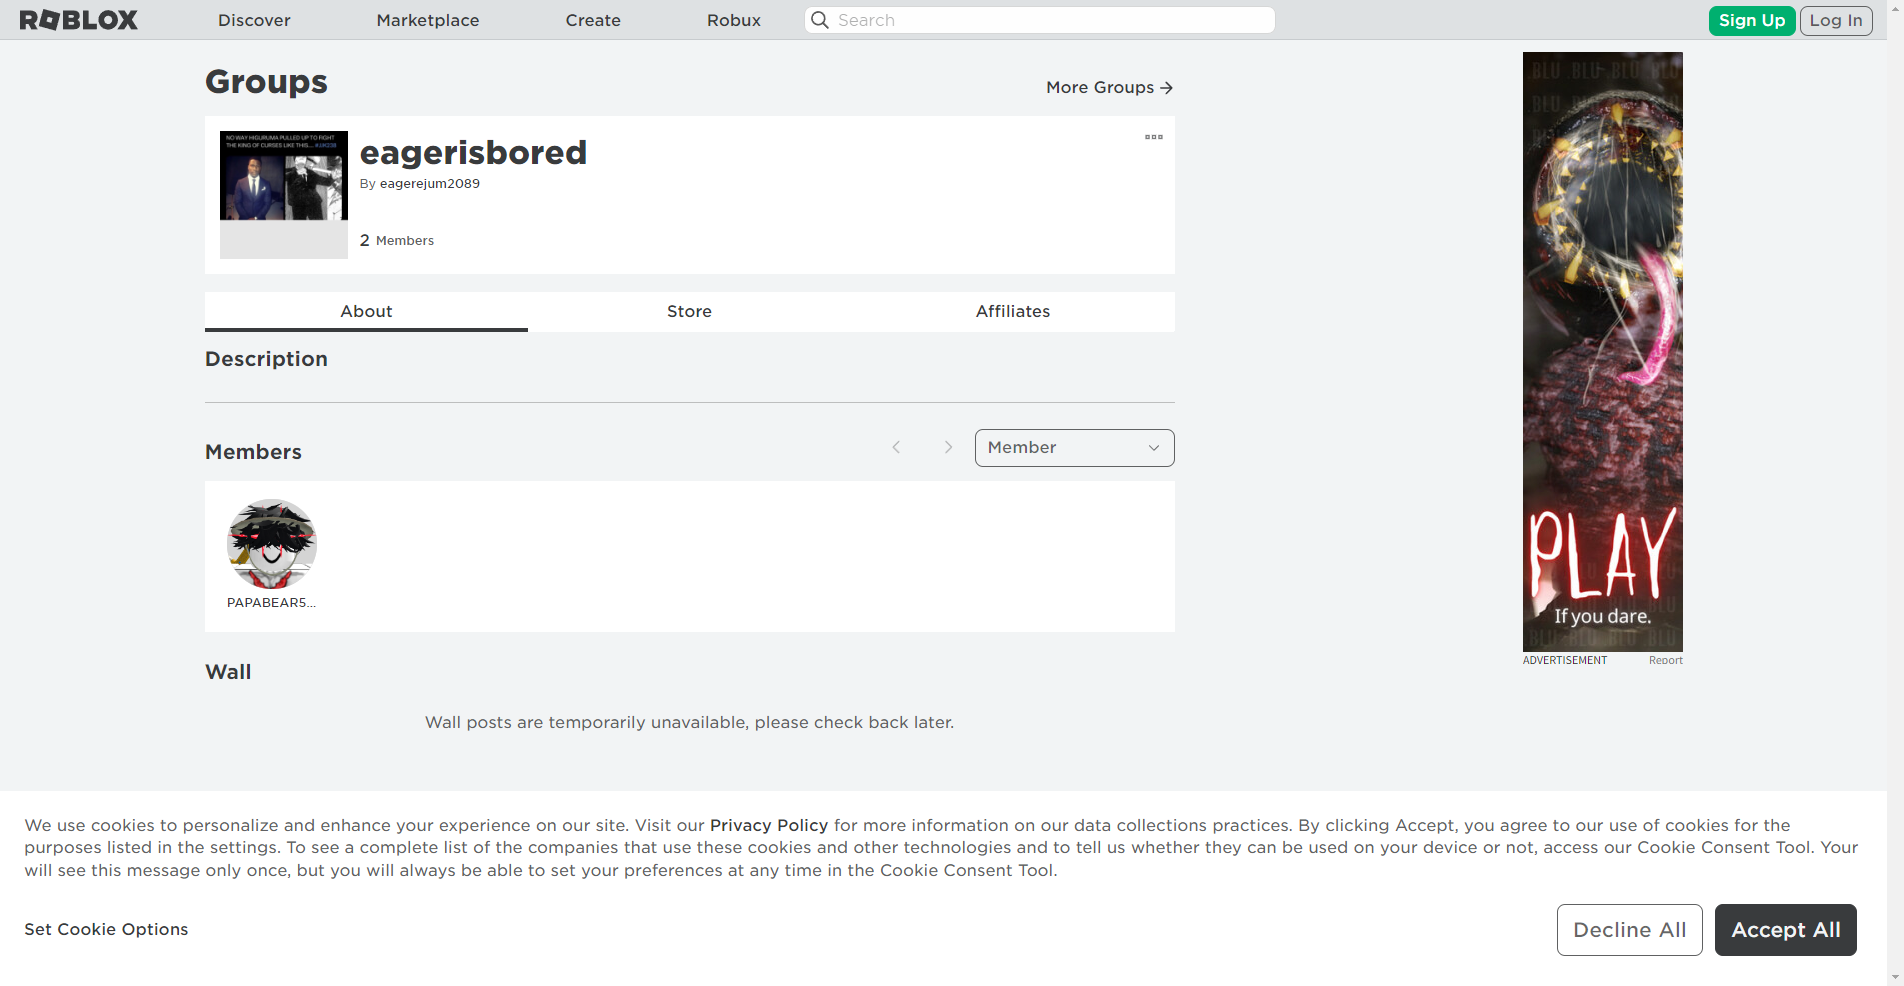 ROBLOX
Discover
Marketplace
Create
Robux
Search
Sign Up
Log In
Groups
More Groups
NO WAY HIGURUMA PULLED UP TO FIGHT
THE KING OF CURSES LIKE THIS.... #JJK238
eagerisbored
By eagerejum2089
2 Members
About
Store
Affiliates
Description
Members
Member
PAPABEAR5...
Wall
Wall posts are temporarily unavailable, please check back later.
BLU BLU BLU BLU
PLAY
If you dare.
BLU BLU BLU BLU
ADVERTISEMENT
Report
We use cookies to personalize and enhance your experience on our site. Visit our Privacy Policy for more information on our data collections practices. By clicking Accept, you agree to our use of cookies for the
purposes listed in the settings. To see a complete list of the companies that use these cookies and other technologies and to tell us whether they can be used on your device or not, access our Cookie Consent Tool. Your
will see this message only once, but you will always be able to set your preferences at any time in the Cookie Consent Tool.
Set Cookie Options
Decline All
Accept All